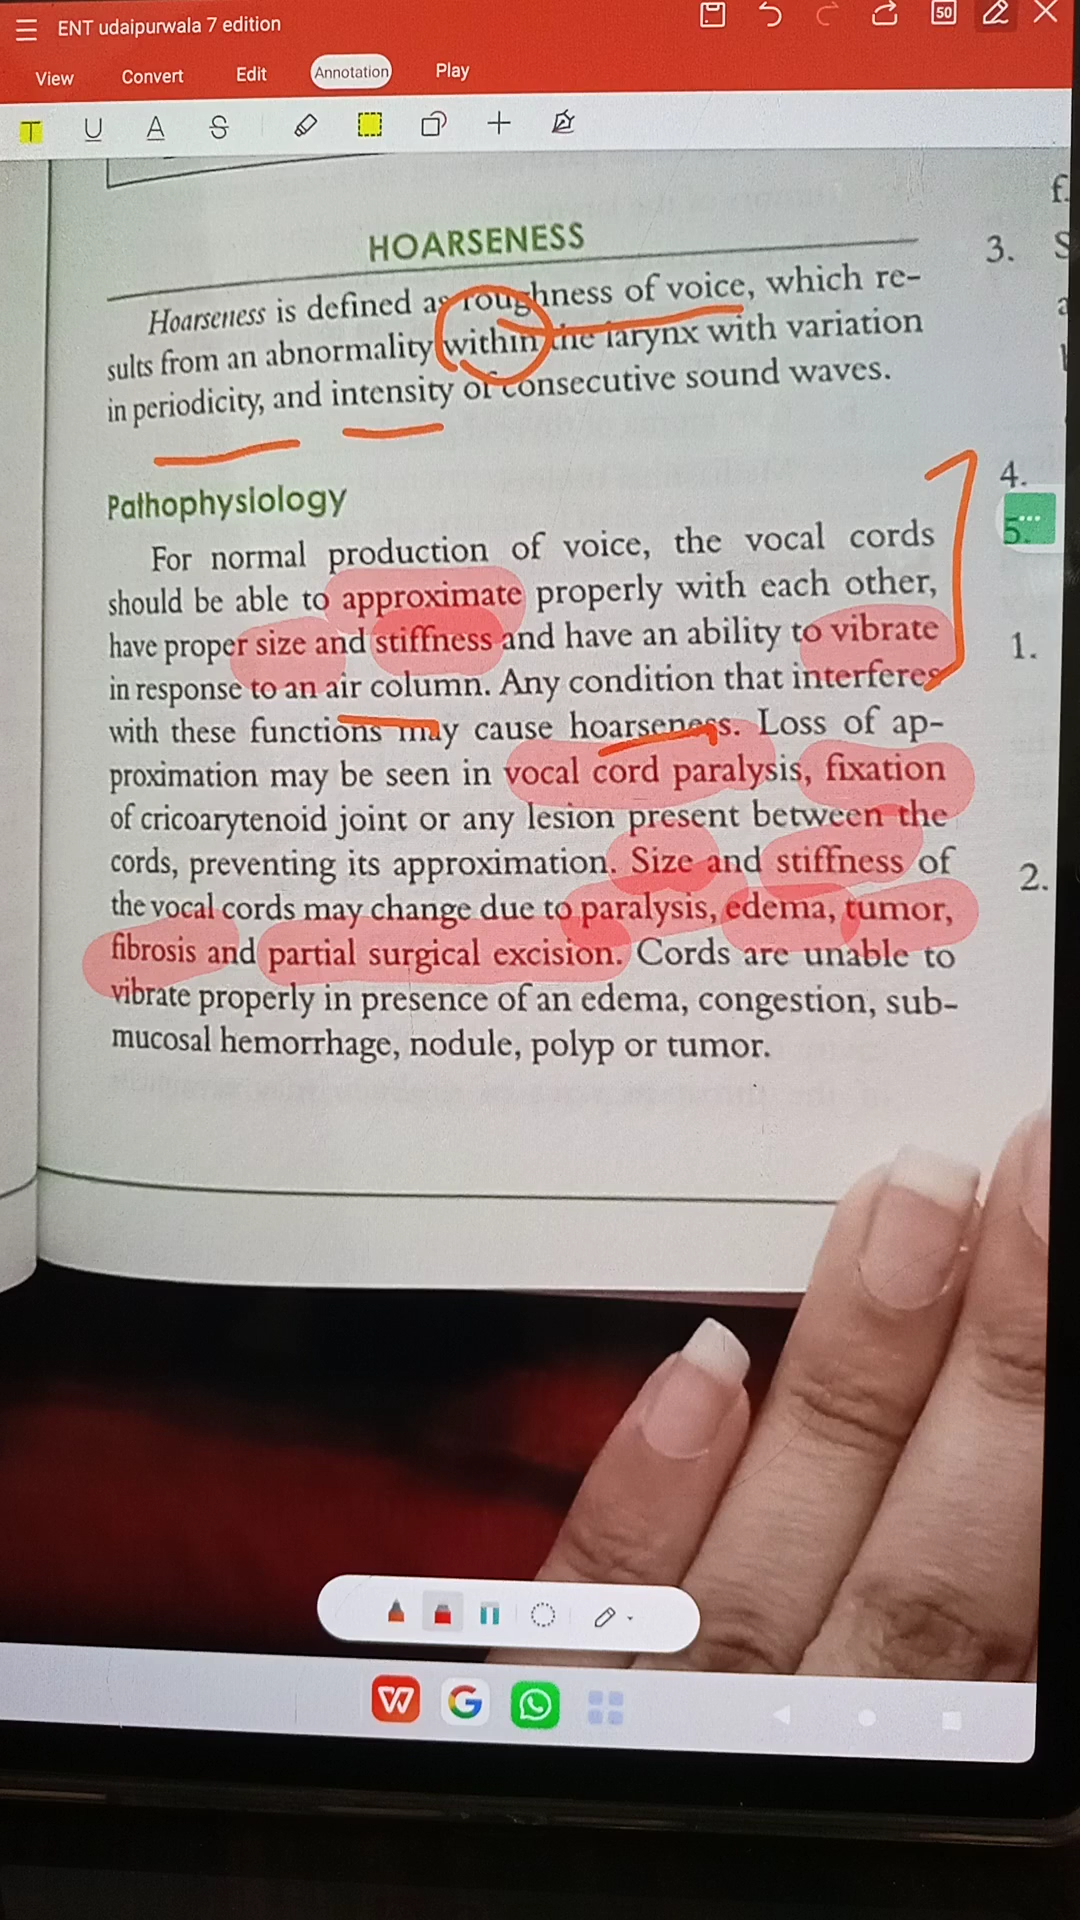 ENT udaipurwala 7 edition
50
View Convert Edit Annotation Play
T U A S
HOARSENESS
Hoarseness is defined as roughness of voice, which re-
sults from an abnormality within the larynx with variation
in periodicity, and intensity of consecutive sound waves.
Pathophysiology
For normal production of voice, the vocal cords
should be able to approximate properly with each other,
have proper size and stiffness and have an ability to vibrate
in response to an air column. Any condition that interferes
with these functions may cause hoarseness. Loss of ap-
proximation may be seen in vocal cord paralysis, fixation
of cricoarytenoid joint or any lesion present between the
cords, preventing its approximation. Size and stiffness of
the vocal cords may change due to paralysis, edema, tumor,
fibrosis and partial surgical excision. Cords are unable to
vibrate properly in presence of an edema, congestion, sub-
mucosal hemorrhage, nodule, polyp or tumor.
f.
3. S
4.
5.
1.
2.